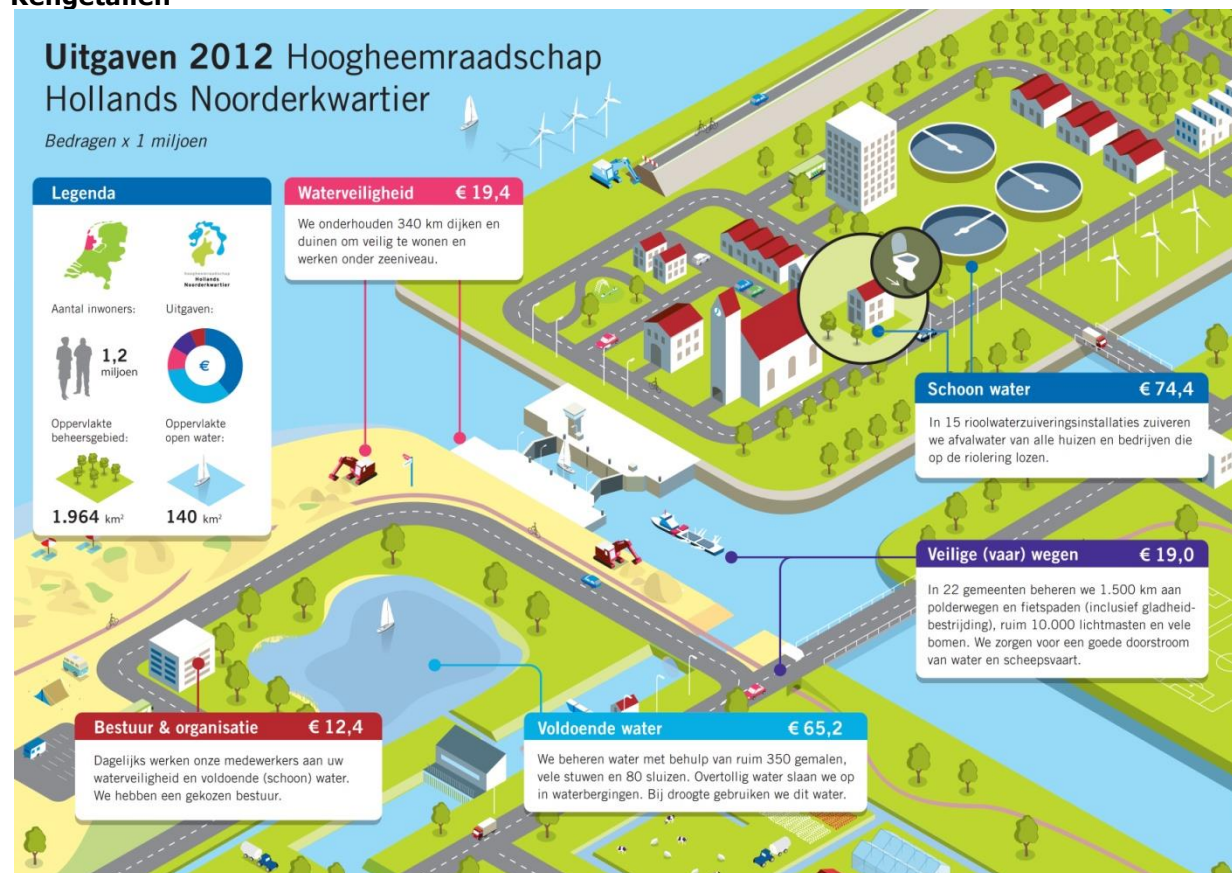 Kengetallen
Uitgaven 2012 Hoogheemraadschap
Hollands Noorderkwartier
Bedragen x 1 miljoen
Legenda
Hoogheemraadschap
Hollands
Noorderkwartier
Aantal inwoners:
Uitgaven:
1,2
miljoen
€
Oppervlakte
beheersgebied:
Oppervlakte
open water:
1.964 km²
140 km²
Waterveiligheid € 19,4
We onderhouden 340 km dijken en
duinen om veilig te wonen en
werken onder zeeniveau.
Schoon water € 74,4
In 15 rioolwaterzuiveringsinstallaties zuiveren
we afvalwater van alle huizen en bedrijven die
op de riolering lozen.
Veilige (vaar) wegen € 19,0
In 22 gemeenten beheren we 1.500 km aan
polderwegen en fietspaden (inclusief gladheid-
bestrijding), ruim 10.000 lichtmasten en vele
bomen. We zorgen voor een goede doorstroom
van water en scheepsvaart.
Bestuur & organisatie € 12,4
Dagelijks werken onze medewerkers aan uw
waterveiligheid en voldoende (schoon) water.
We hebben een gekozen bestuur.
Voldoende water € 65,2
We beheren water met behulp van ruim 350 gemalen,
vele stuwen en 80 sluizen. Overtollig water slaan we op
in waterbergingen. Bij droogte gebruiken we dit water.